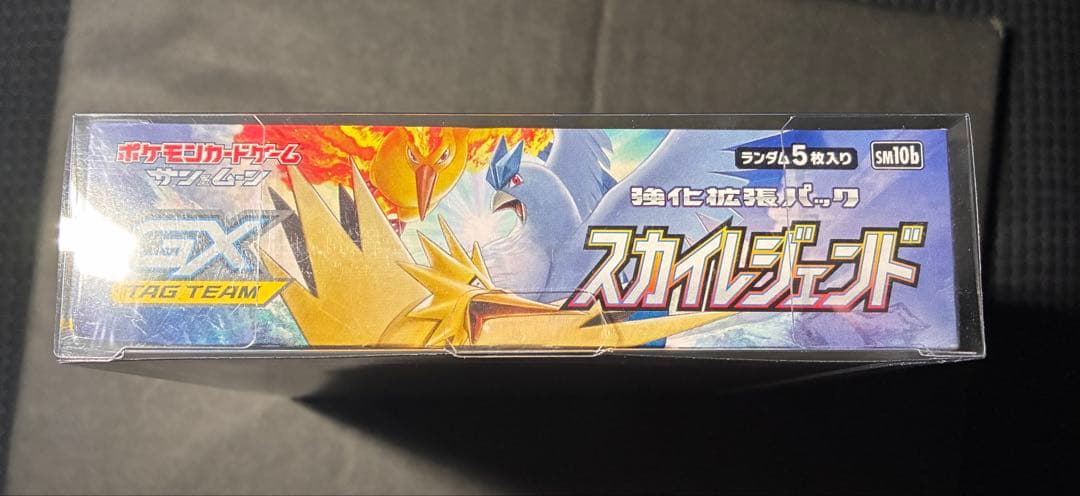 ポケモンカードゲーム
サン&ムーン
GX
TAG TEAM
ランダム5枚入り
SM10b
強化拡張パック
スカイレジェンド